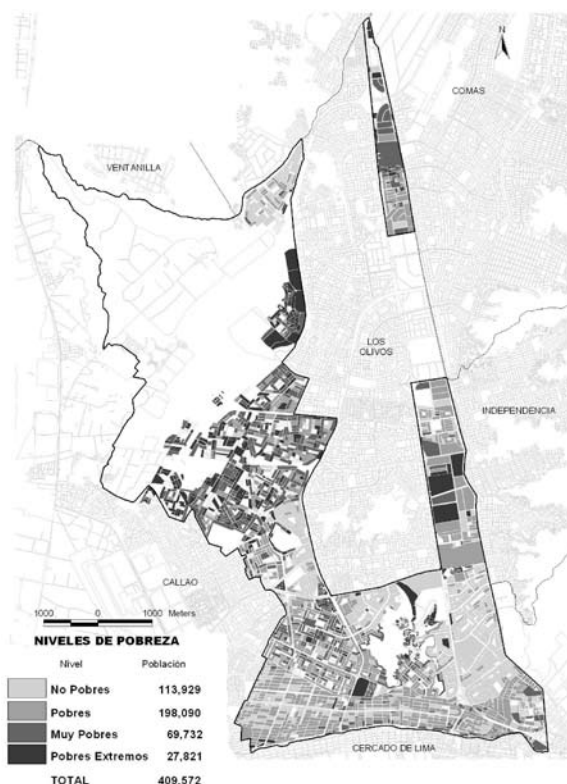 N
COMAS
VENTANILLA
LOS
OLIVOS
INDEPENDENCIA
CALLAO
1000 0 1000 Meters
NIVELES DE POBREZA
Nivel Población
No Pobres 113,929
Pobres 198,090
Muy Pobres 69,732
Pobres Extremos 27,821
TOTAL 409,572
CERCADO DE LIMA